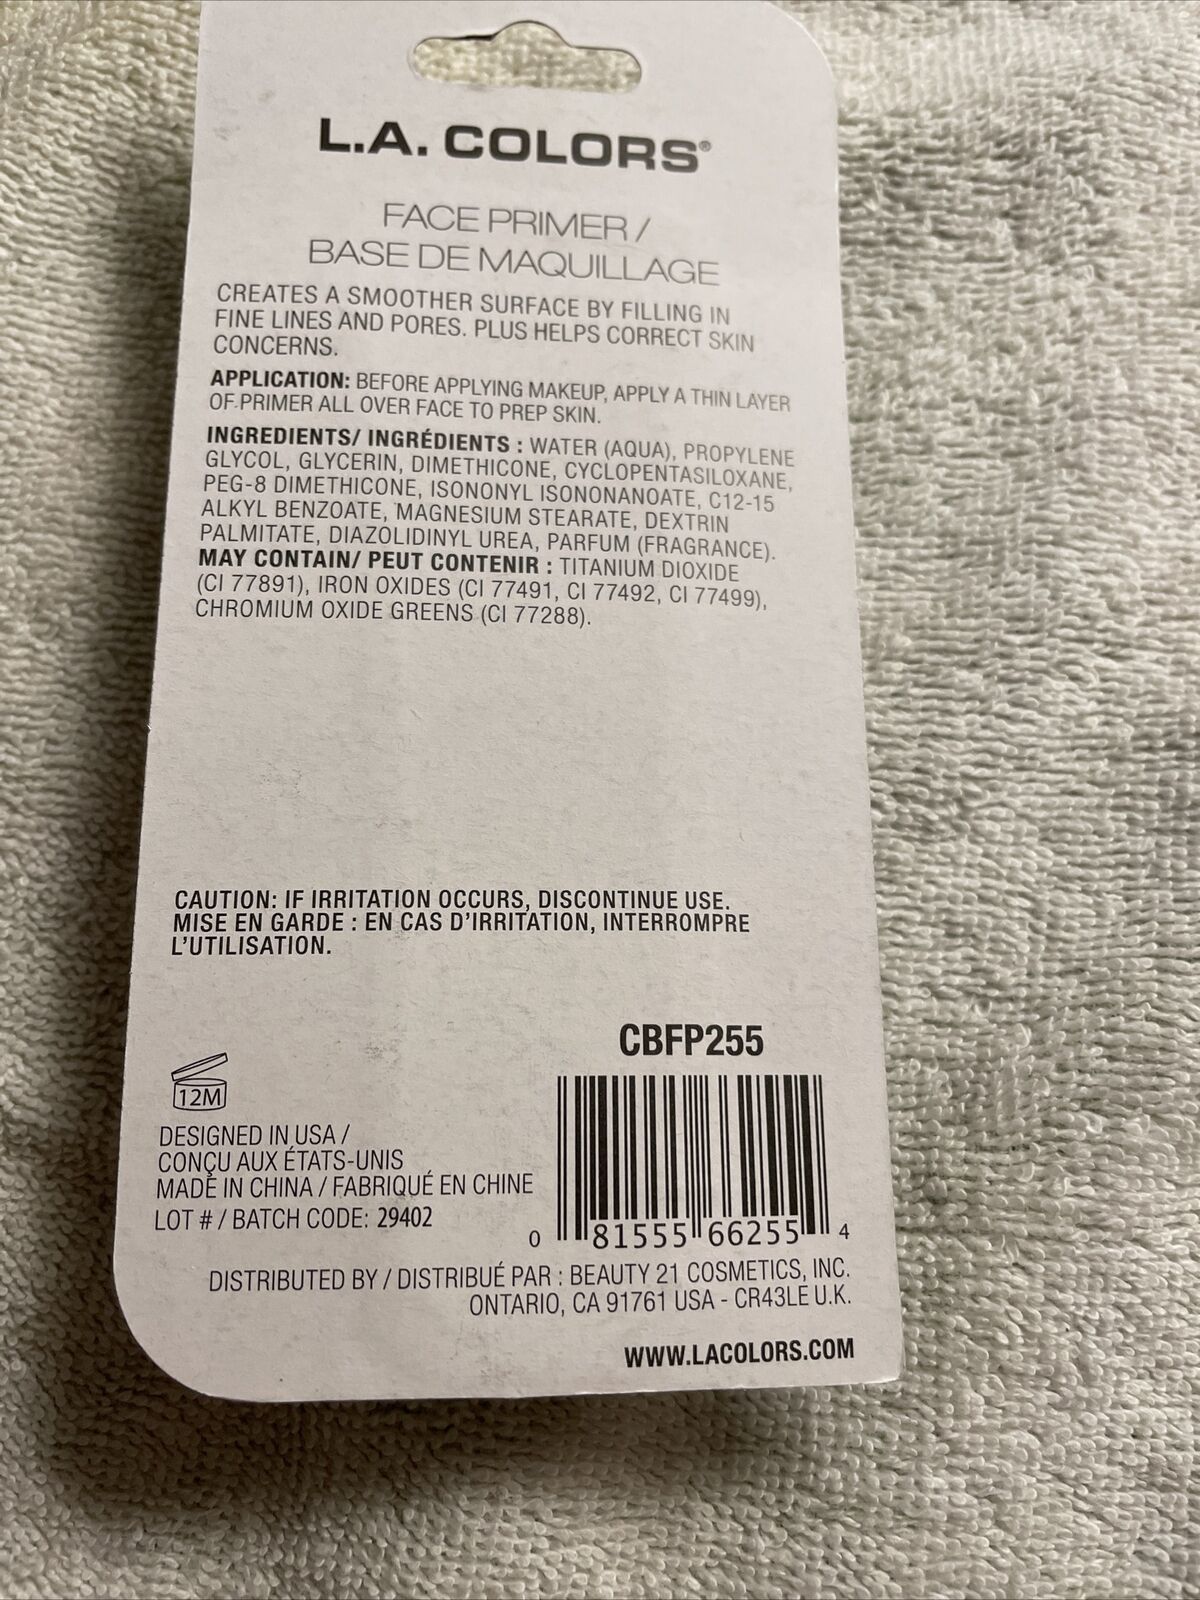 L.A. COLORS®
FACE PRIMER /
BASE DE MAQUILLAGE
CREATES A SMOOTHER SURFACE BY FILLING IN
FINE LINES AND PORES. PLUS HELPS CORRECT SKIN
CONCERNS.
APPLICATION: BEFORE APPLYING MAKEUP, APPLY A THIN LAYER
OF PRIMER ALL OVER FACE TO PREP SKIN.
INGREDIENTS/ INGRÉDIENTS : WATER (AQUA), PROPYLENE
GLYCOL, GLYCERIN, DIMETHICONE, CYCLOPENTASILOXANE,
PEG-8 DIMETHICONE, ISONONYL ISONONANOATE, C12-15
ALKYL BENZOATE, MAGNESIUM STEARATE, DEXTRIN
PALMITATE, DIAZOLIDINYL UREA, PARFUM (FRAGRANCE).
MAY CONTAIN/ PEUT CONTENIR : TITANIUM DIOXIDE
(CI 77891), IRON OXIDES (CI 77491, CI 77492, CI 77499),
CHROMIUM OXIDE GREENS (CI 77288).
CAUTION: IF IRRITATION OCCURS, DISCONTINUE USE.
MISE EN GARDE : EN CAS D'IRRITATION, INTERROMPRE
L'UTILISATION.
CBFP255
12M
DESIGNED IN USA /
CONÇU AUX ÉTATS-UNIS
MADE IN CHINA / FABRIQUÉ EN CHINE
LOT # / BATCH CODE: 29402
0 81555 66255 4
DISTRIBUTED BY / DISTRIBUÉ PAR : BEAUTY 21 COSMETICS, INC.
ONTARIO, CA 91761 USA - CR43LE U.K.
WWW.LACOLORS.COM